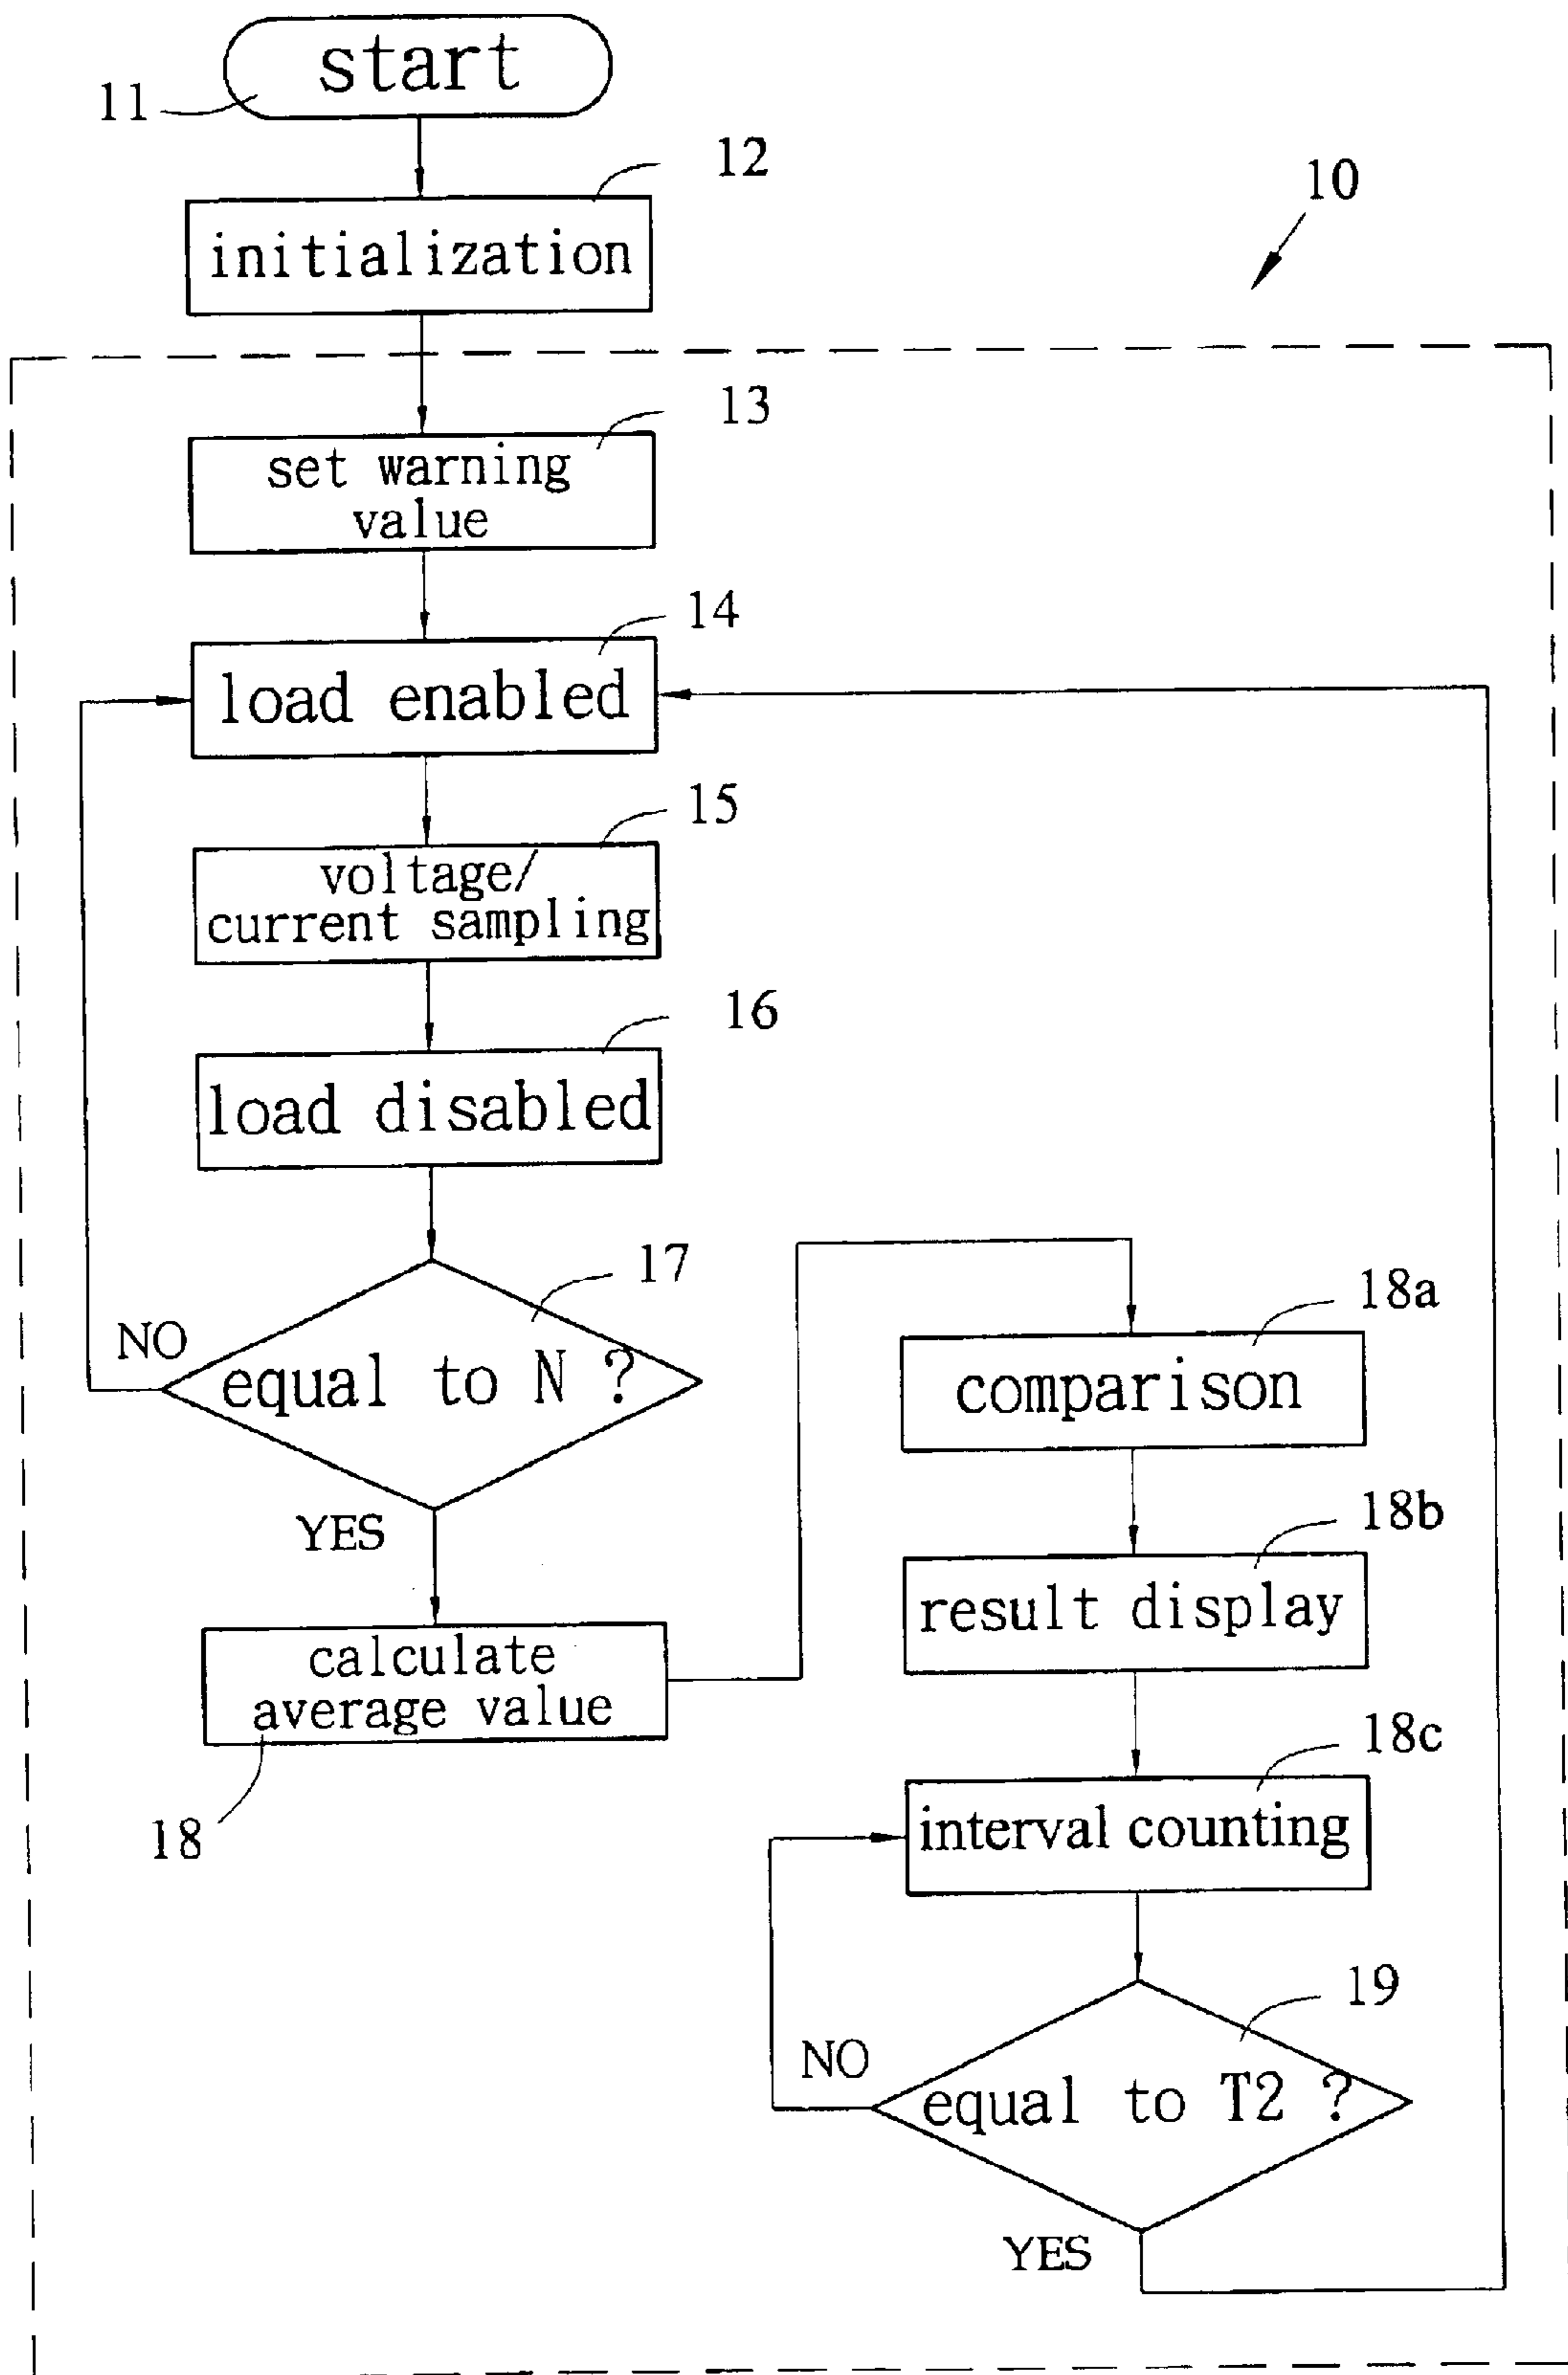 start
11
12
initialization
10
13
set warning
value
14
load enabled
15
voltage/
current sampling
16
load disabled
17
NO
equal to N ?
YES
calculate
average value
18
18a
comparison
18b
result display
18c
interval counting
19
NO
equal to T2 ?
YES